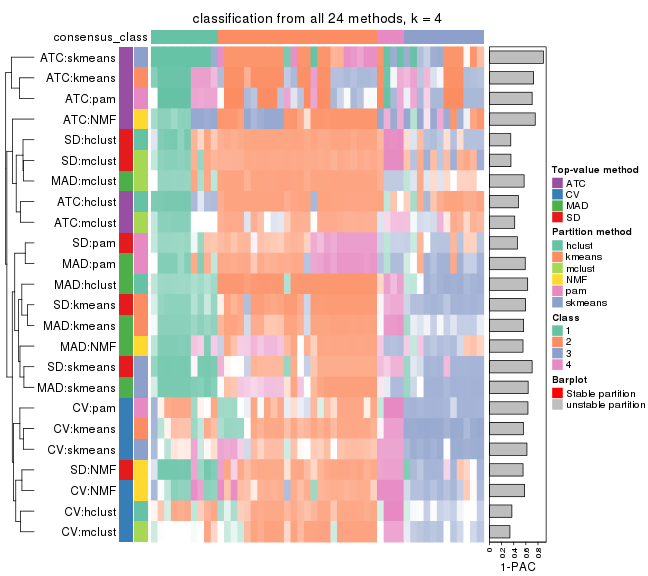 classification from all 24 methods, k = 4
consensus_class
ATC:skmeans
ATC:kmeans
ATC:pam
ATC:NMF
SD:hclust
SD:mclust
MAD:mclust
ATC:hclust
ATC:mclust
SD:pam
MAD:pam
MAD:hclust
SD:kmeans
MAD:kmeans
MAD:NMF
SD:skmeans
MAD:skmeans
CV:pam
CV:kmeans
CV:skmeans
SD:NMF
CV:NMF
CV:hclust
CV:mclust
0 0.2 0.4 0.6 0.8
1-PAC
Top-value method
ATC
CV
MAD
SD
Partition method
hclust
kmeans
mclust
NMF
pam
skmeans
Class
1
2
3
4
Barplot
Stable partition
unstable partition